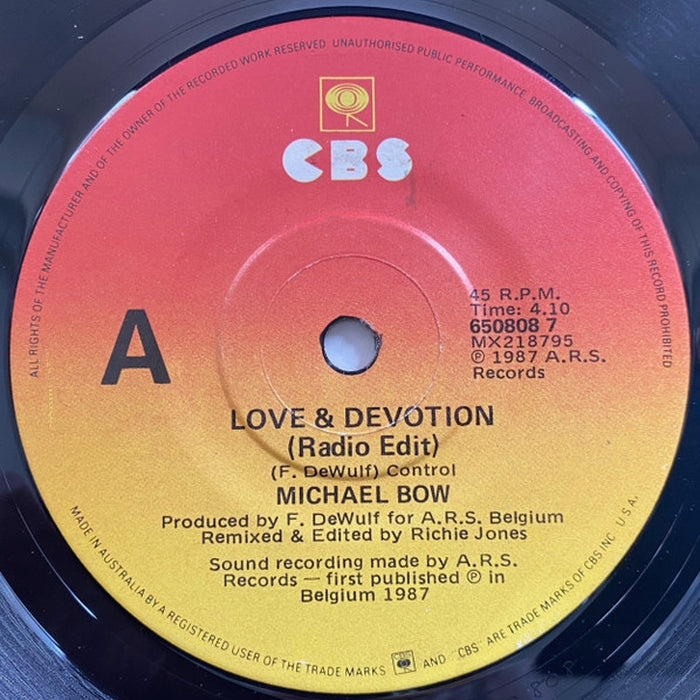 ALL RIGHTS OF THE MANUFACTURER AND OF THE OWNER OF THE RECORDED WORK RESERVED UNAUTHORISED PUBLIC PERFORMANCE BROADCASTING AND COPYING OF THIS RECORD PROHIBITED
CBS
A
45 R.P.M.
Time: 4.10
650808 7
MX218795
℗ 1987 A.R.S.
Records
LOVE & DEVOTION
(Radio Edit)
(F. DeWulf) Control
MICHAEL BOW
Produced by F. DeWulf for A.R.S. Belgium
Remixed & Edited by Richie Jones
Sound recording made by A.R.S.
Records — first published ℗ in
Belgium 1987
MADE IN AUSTRALIA BY A REGISTERED USER OF THE TRADE MARKS CBS AND "CBS" ARE TRADE MARKS OF CBS INC U.S.A.